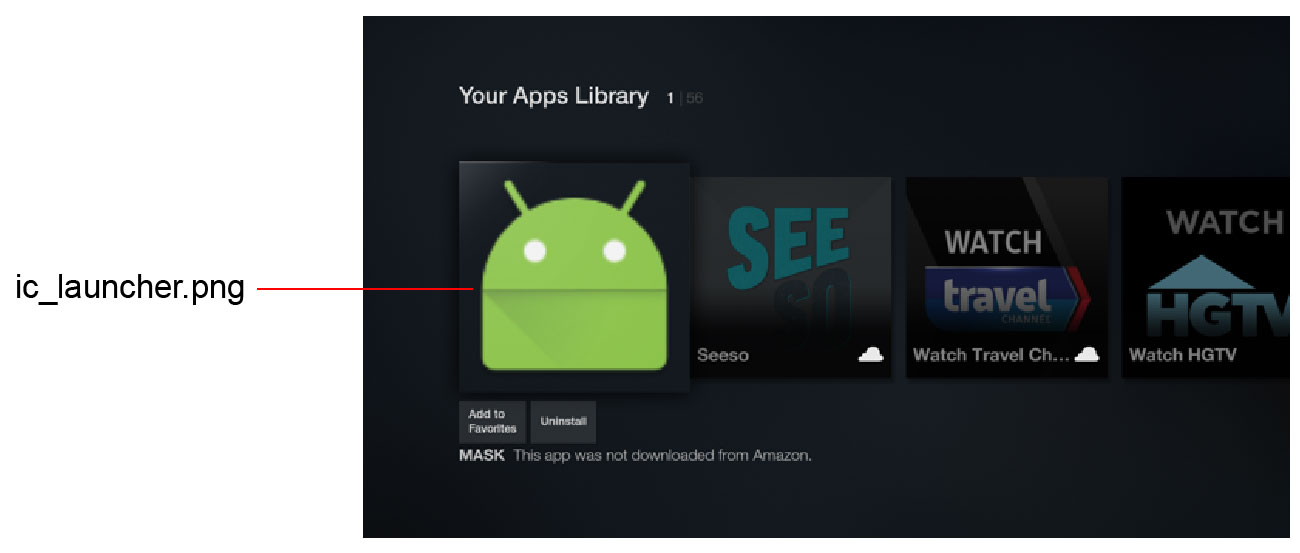 Your Apps Library 1 | 56
ic_launcher.png
SEE
SO
Seeso
WATCH
travel
CHANNEL
Watch Travel Ch...
WATCH
HGTV
Watch HGTV
Add to
Favorites
Uninstall
MASK This app was not downloaded from Amazon.